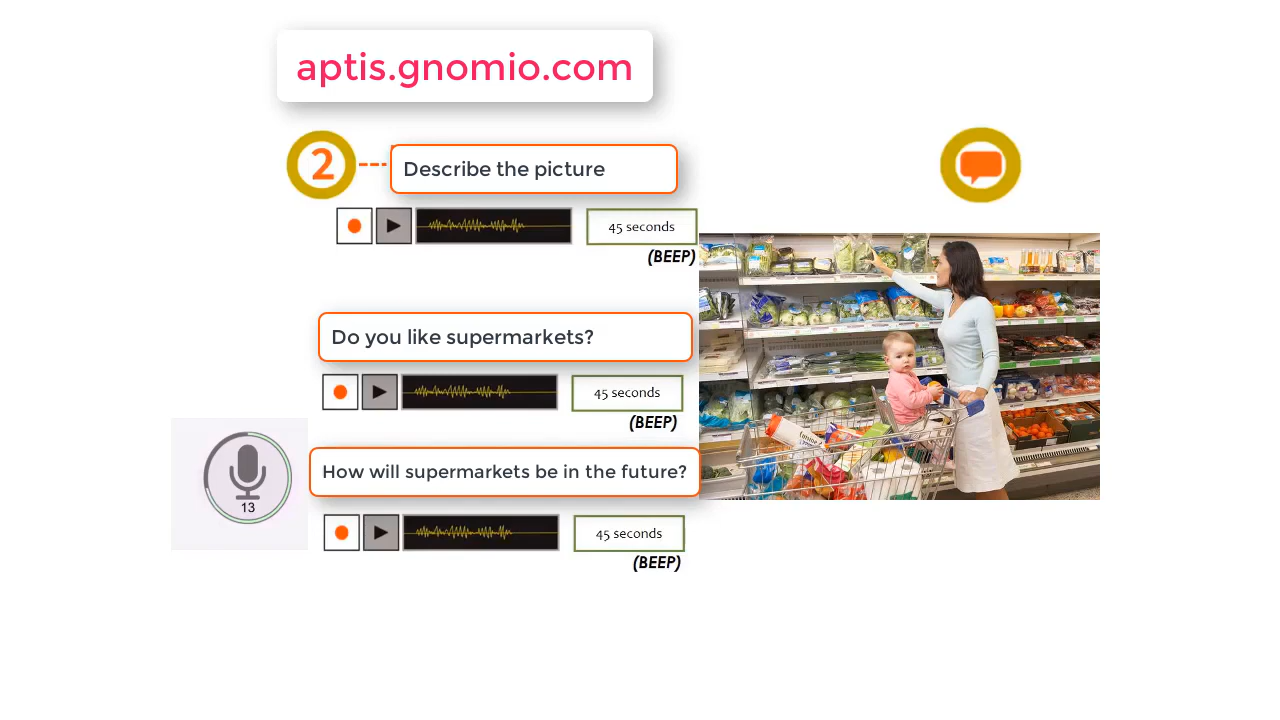 aptis.gnomio.com
2
Describe the picture
45 seconds
(BEEP)
Do you like supermarkets?
45 seconds
(BEEP)
How will supermarkets be in the future?
13
45 seconds
(BEEP)